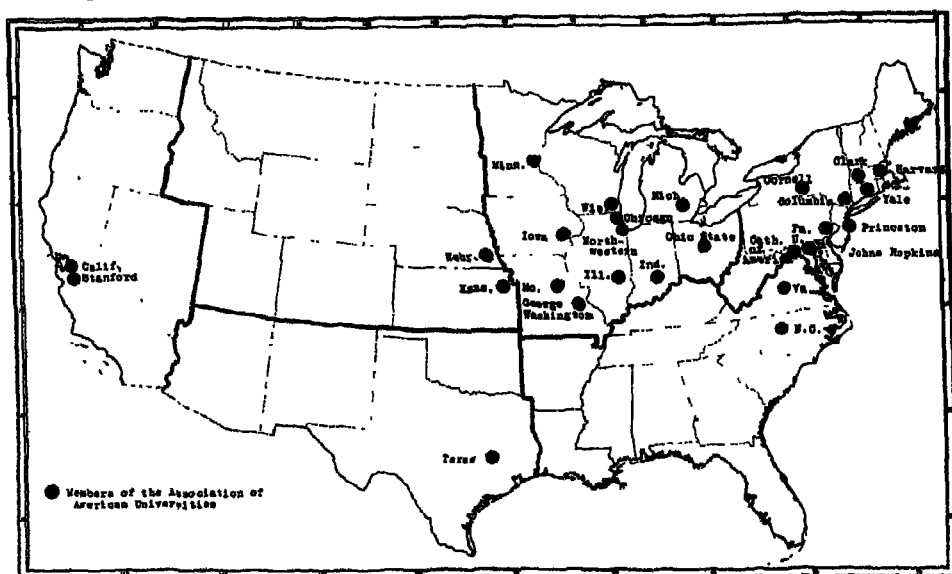 Minn.
Clark
Harvard
Cornell
Mich.
Wis.
Columbia
Yale
Chicago
Iowa
North-
western
Ohio State
Pa.
Princeton
Cath.
U.
of
America
Johns Hopkins
Nebr.
Calif.
Stanford
Ill.
Ind.
Kans.
Mo.
Va.
George
Washington
N.C.
Texas
Members of the Association of
American Universities